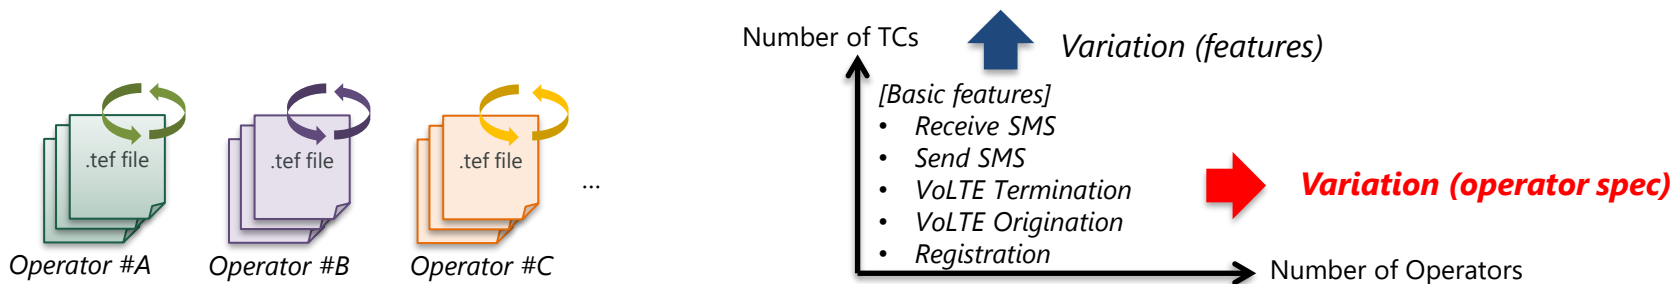 .tef file
.tef file
.tef file
...
Operator #A
Operator #B
Operator #C
Number of TCs
Variation (features)
[Basic features]
• Receive SMS
• Send SMS
• VoLTE Termination
• VoLTE Origination
• Registration
Variation (operator spec)
Number of Operators